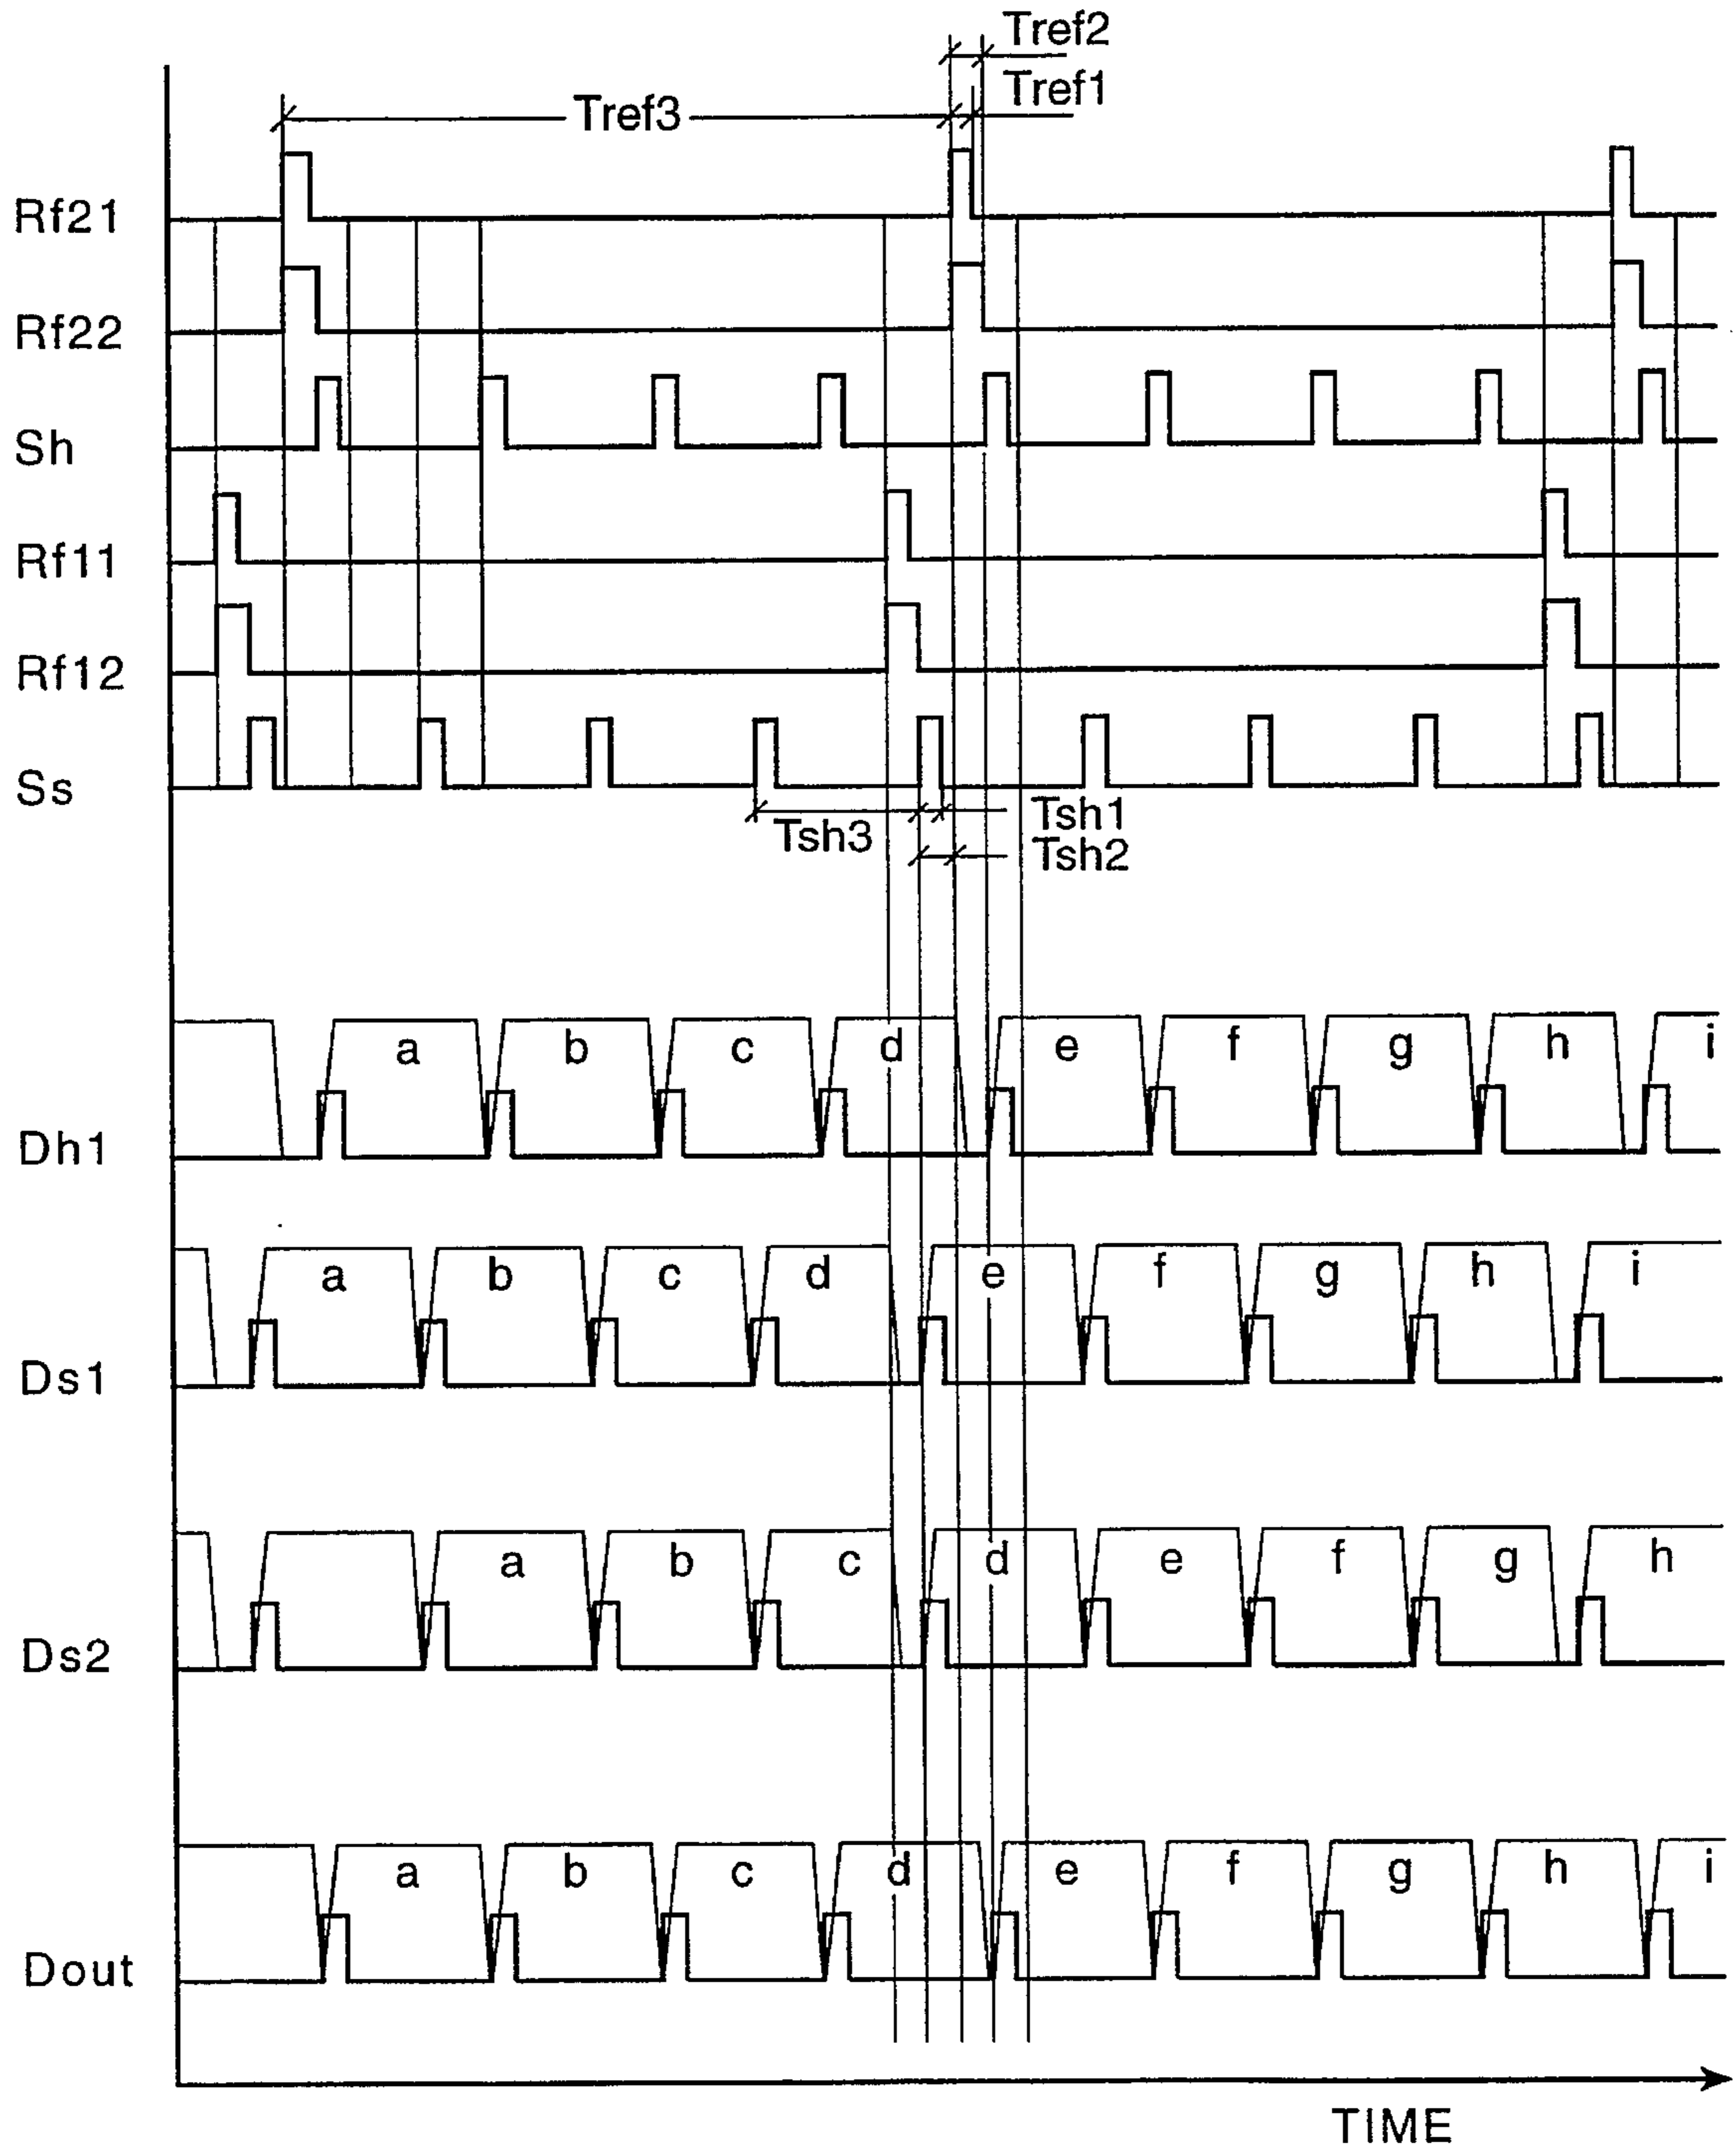 Tref2
Tref1
Tref3
Rf21
Rf22
Sh
Rf11
Rf12
Ss
Tsh1
Tsh3
Tsh2
a b c d e f g h i
Dh1
a b c d e f g h i
Ds1
a b c d e f g h
Ds2
a b c d e f g h i
Dout
TIME